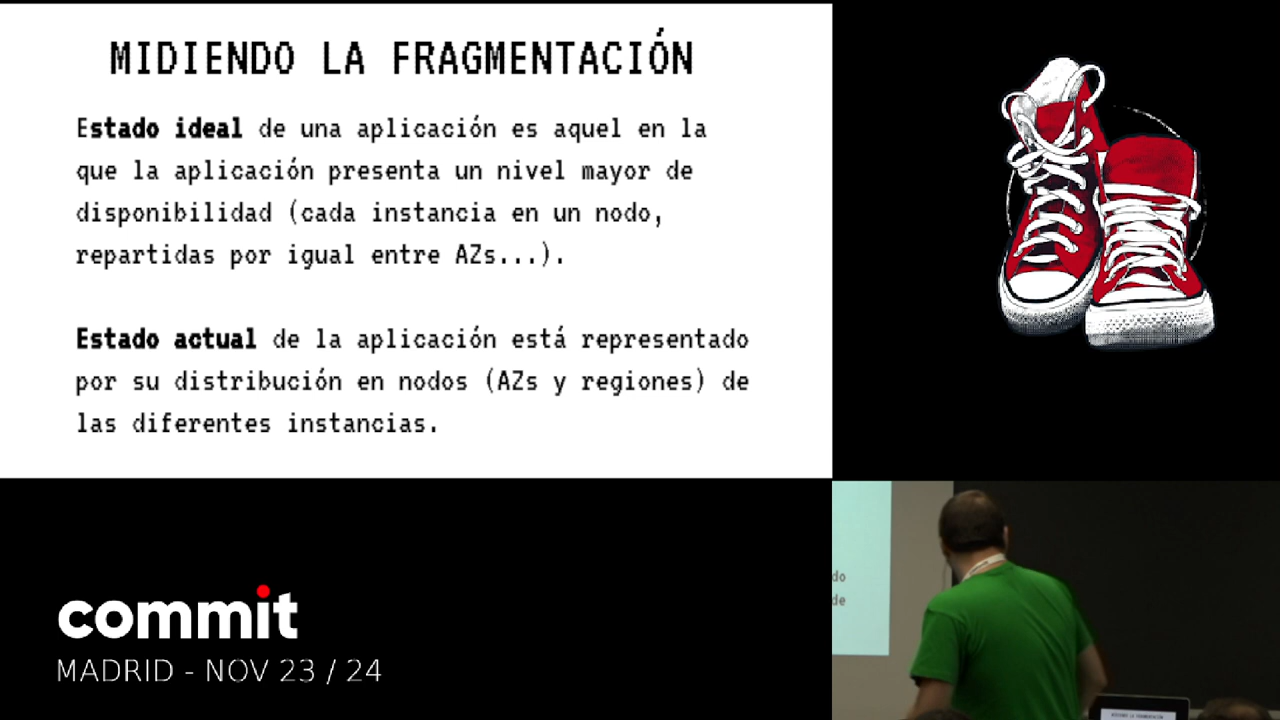 MIDIENDO LA FRAGMENTACIÓN
Estado ideal de una aplicación es aquel en la
que la aplicación presenta un nivel mayor de
disponibilidad (cada instancia en un nodo,
repartidas por igual entre AZs...).
Estado actual de la aplicación está representado
por su distribución en nodos (AZs y regiones) de
las diferentes instancias.
commit
MADRID - NOV 23 / 24
do
de